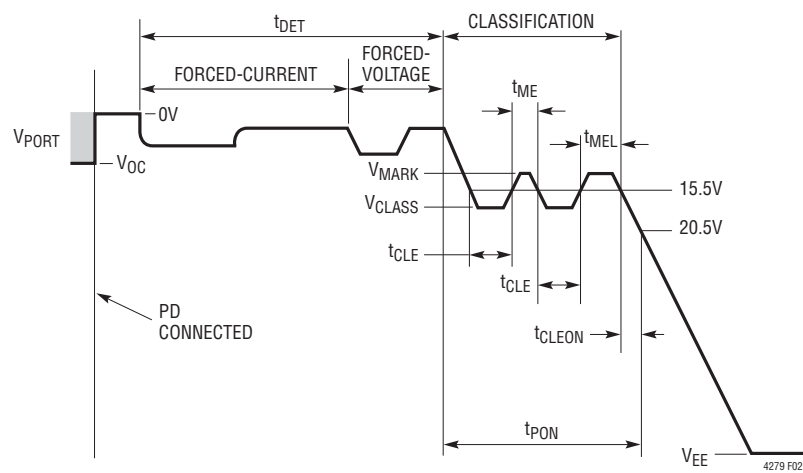 tDET
CLASSIFICATION
FORCED-CURRENT
FORCED-
VOLTAGE
tME
0V
VPORT
VOC
tMEL
VMARK
15.5V
VCLASS
20.5V
tCLE
tCLE
PD
CONNECTED
tCLEON
tPON
VEE
4279 F02